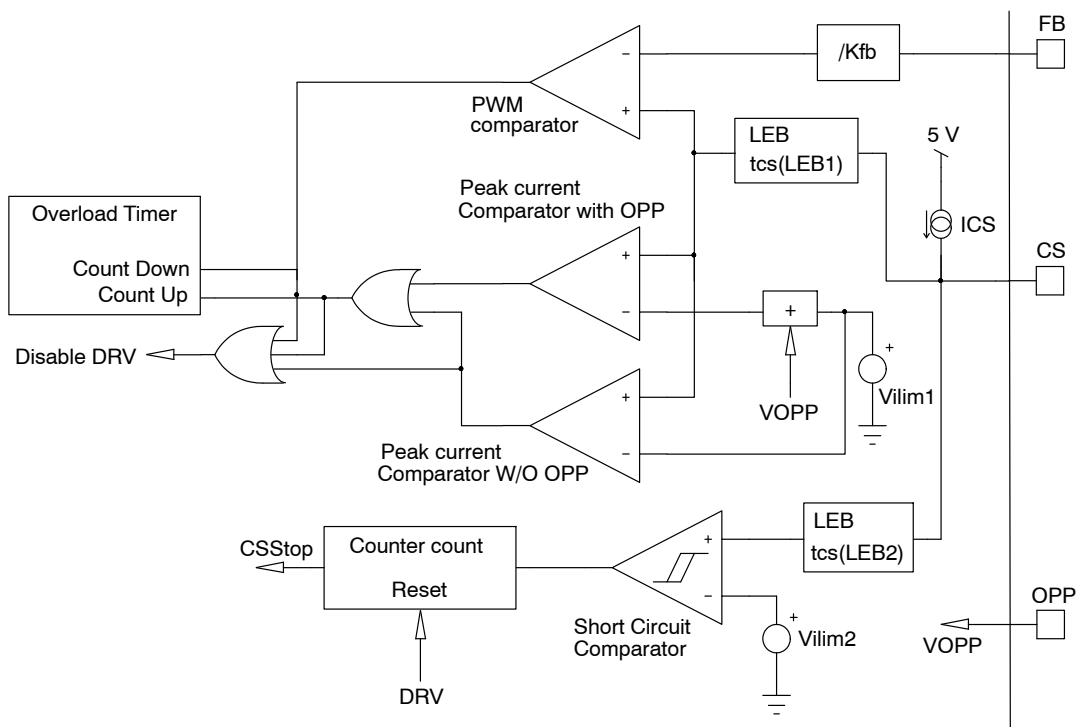 FB
/Kfb
−
+
PWM
comparator
LEB
tcs(LEB1)
5 V
ICS
CS
Peak current
Comparator with OPP
+
−
Overload Timer
Count Down
Count Up
+
VOPP
+
Vilim1
Disable DRV
+
−
Peak current
Comparator W/O OPP
LEB
tcs(LEB2)
CSStop
Counter count
Reset
+
−
Short Circuit
Comparator
+
Vilim2
OPP
VOPP
DRV